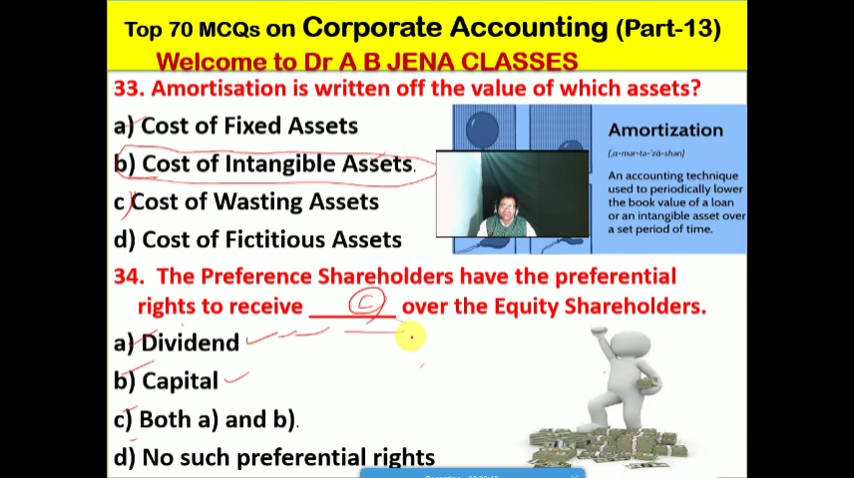 Top 70 MCQs on Corporate Accounting (Part-13)
Welcome to Dr A B JENA CLASSES
33. Amortisation is written off the value of which assets?
a) Cost of Fixed Assets
b) Cost of Intangible Assets.
c) Cost of Wasting Assets
d) Cost of Fictitious Assets
Amortization
An accounting technique
used to periodically lower
the book value of a loan
or an intangible asset over
a set period of time.
34. The Preference Shareholders have the preferential
rights to receive ________ C over the Equity Shareholders.
a) Dividend
b) Capital
c) Both a) and b).
d) No such preferential rights